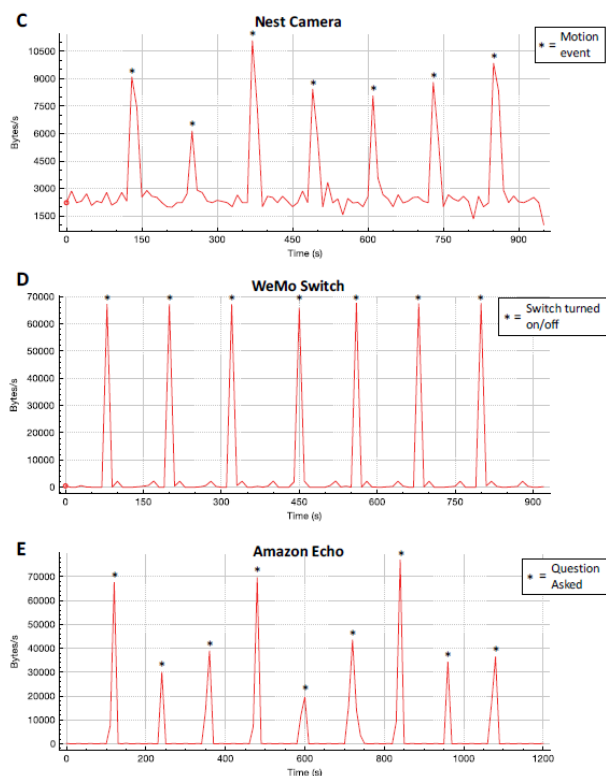 C
Nest Camera
* = Motion
event
Bytes/s
10500
9000
7500
6000
4500
3000
1500
0 150 300 450 600 750 900
Time (s)
D
WeMo Switch
* = Switch turned
on/off
Bytes/s
70000
60000
50000
40000
30000
20000
10000
0
0 150 300 450 600 750 900
Time (s)
E
Amazon Echo
* = Question
Asked
Bytes/s
70000
60000
50000
40000
30000
20000
10000
0
0 200 400 600 800 1000 1200
Time (s)